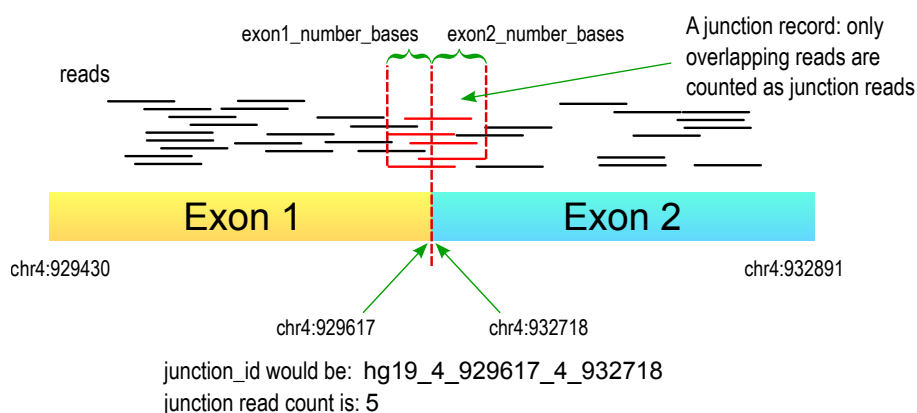 exon1_number_bases
exon2_number_bases
A junction record: only
overlapping reads are
counted as junction reads
reads
Exon 1
Exon 2
chr4:929430
chr4:932891
chr4:929617
chr4:932718
junction_id would be: hg19_4_929617_4_932718
junction read count is: 5